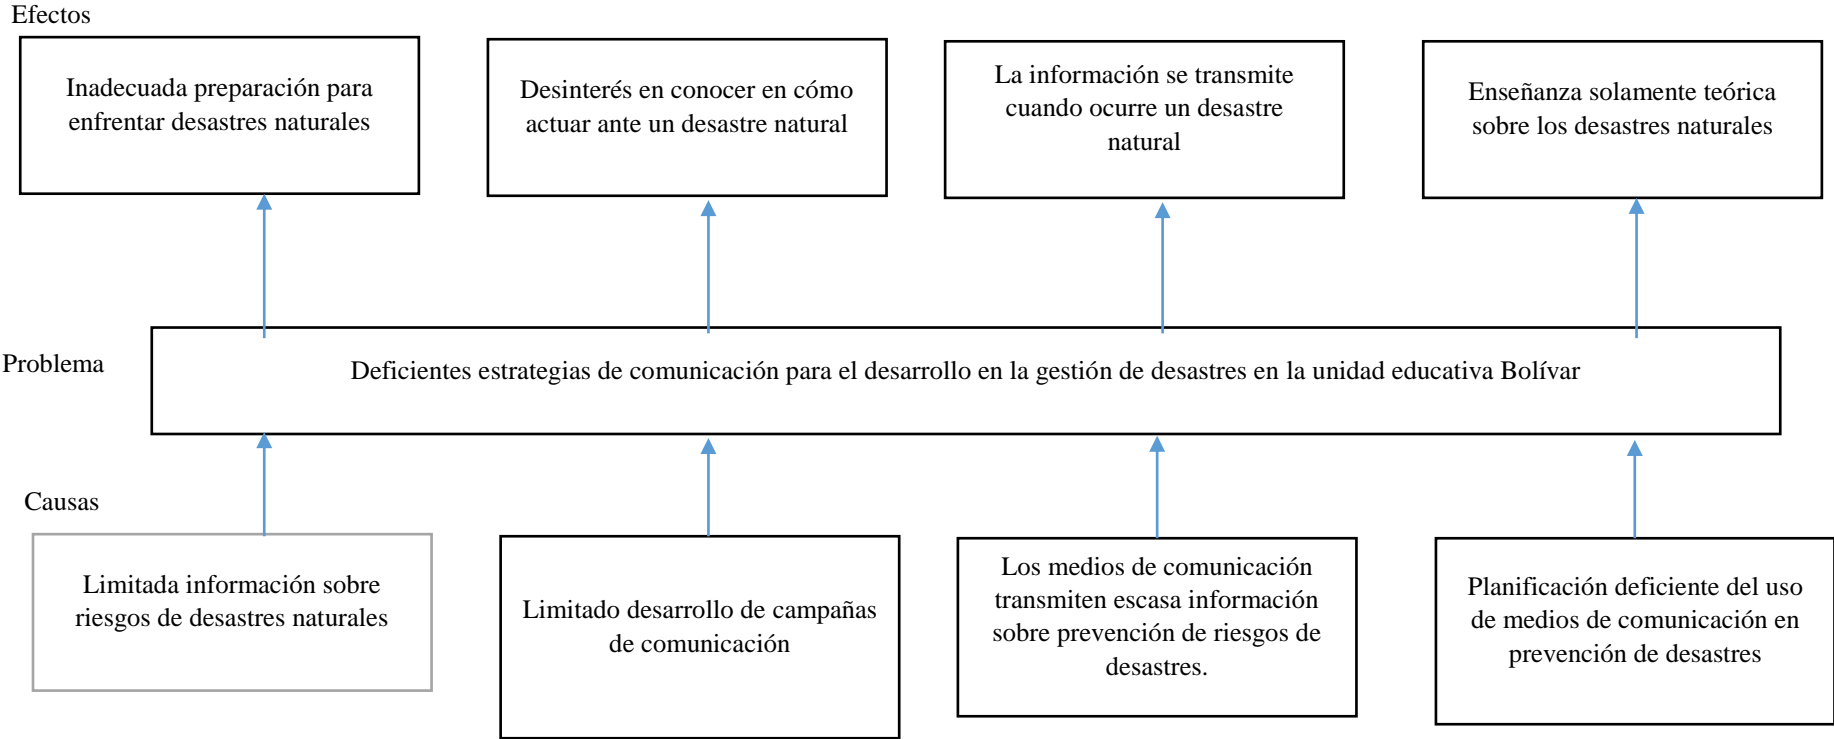 Efectos
Inadecuada preparación para
enfrentar desastres naturales
Desinterés en conocer en cómo
actuar ante un desastre natural
La información se transmite
cuando ocurre un desastre
natural
Enseñanza solamente teórica
sobre los desastres naturales
Problema
Deficientes estrategias de comunicación para el desarrollo en la gestión de desastres en la unidad educativa Bolívar
Causas
Limitada información sobre
riesgos de desastres naturales
Limitado desarrollo de campañas
de comunicación
Los medios de comunicación
transmiten escasa información
sobre prevención de riesgos de
desastres.
Planificación deficiente del uso
de medios de comunicación en
prevención de desastres